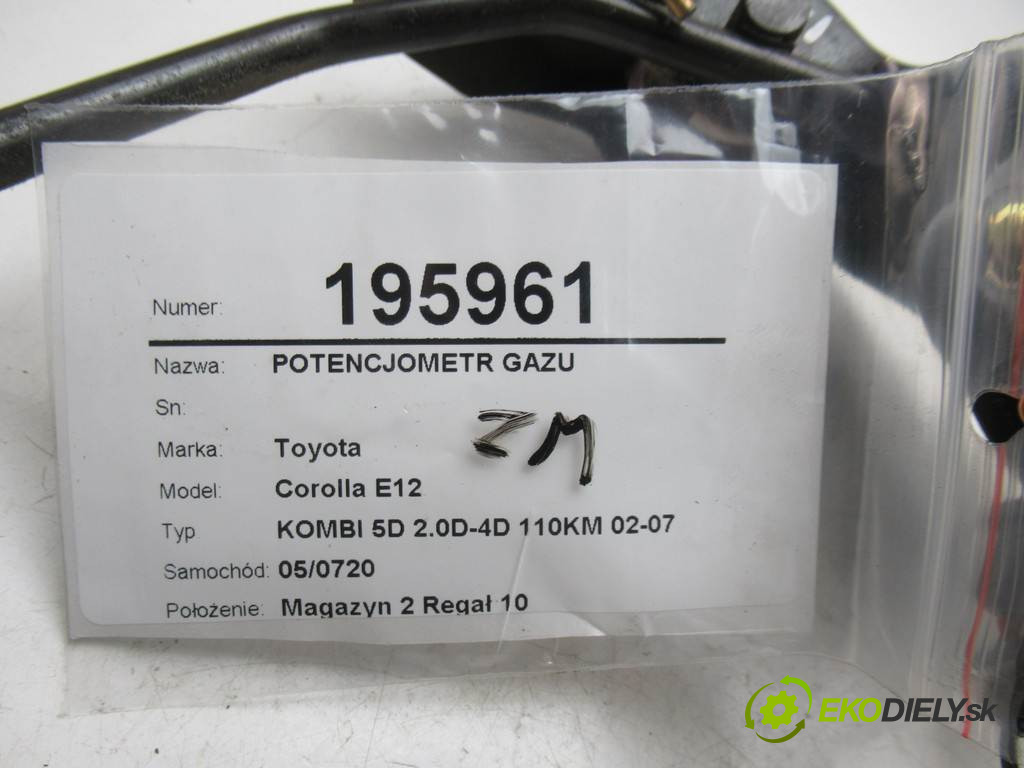 Numer: 195961
Nazwa: POTENCJOMETR GAZU
Sn:
ZM
Marka: Toyota
Model: Corolla E12
Typ KOMBI 5D 2.0D-4D 110KM 02-07
Samochód: 05/0720
Położenie: Magazyn 2 Regał 10
EKODIELY.sk